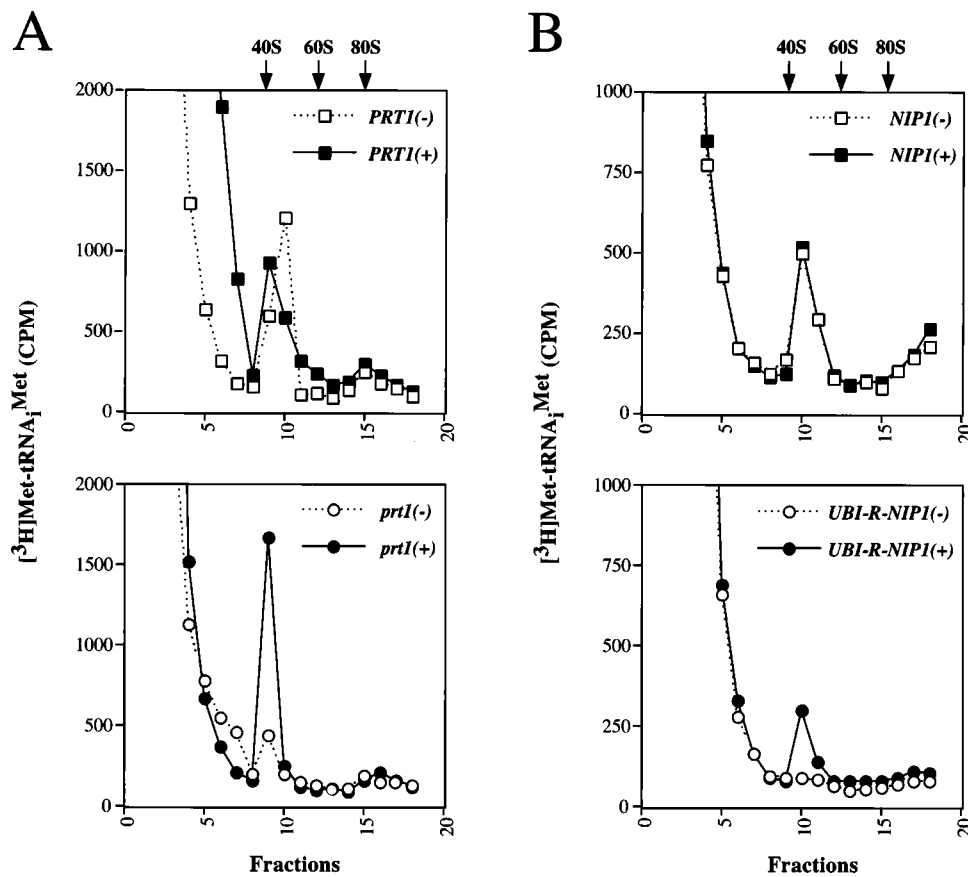 A
40S 60S 80S
2000
1500
1000
500
0
PRT1(-)
PRT1(+)
0 5 10 15 20
2000
1500
1000
500
0
prt1(-)
prt1(+)
0 5 10 15 20
[3H]Met-tRNAiMet (CPM)
Fractions
B
40S 60S 80S
1000
750
500
250
0
NIP1(-)
NIP1(+)
0 5 10 15 20
1000
750
500
250
0
UBI-R-NIP1(-)
UBI-R-NIP1(+)
0 5 10 15 20
[3H]Met-tRNAiMet (CPM)
Fractions